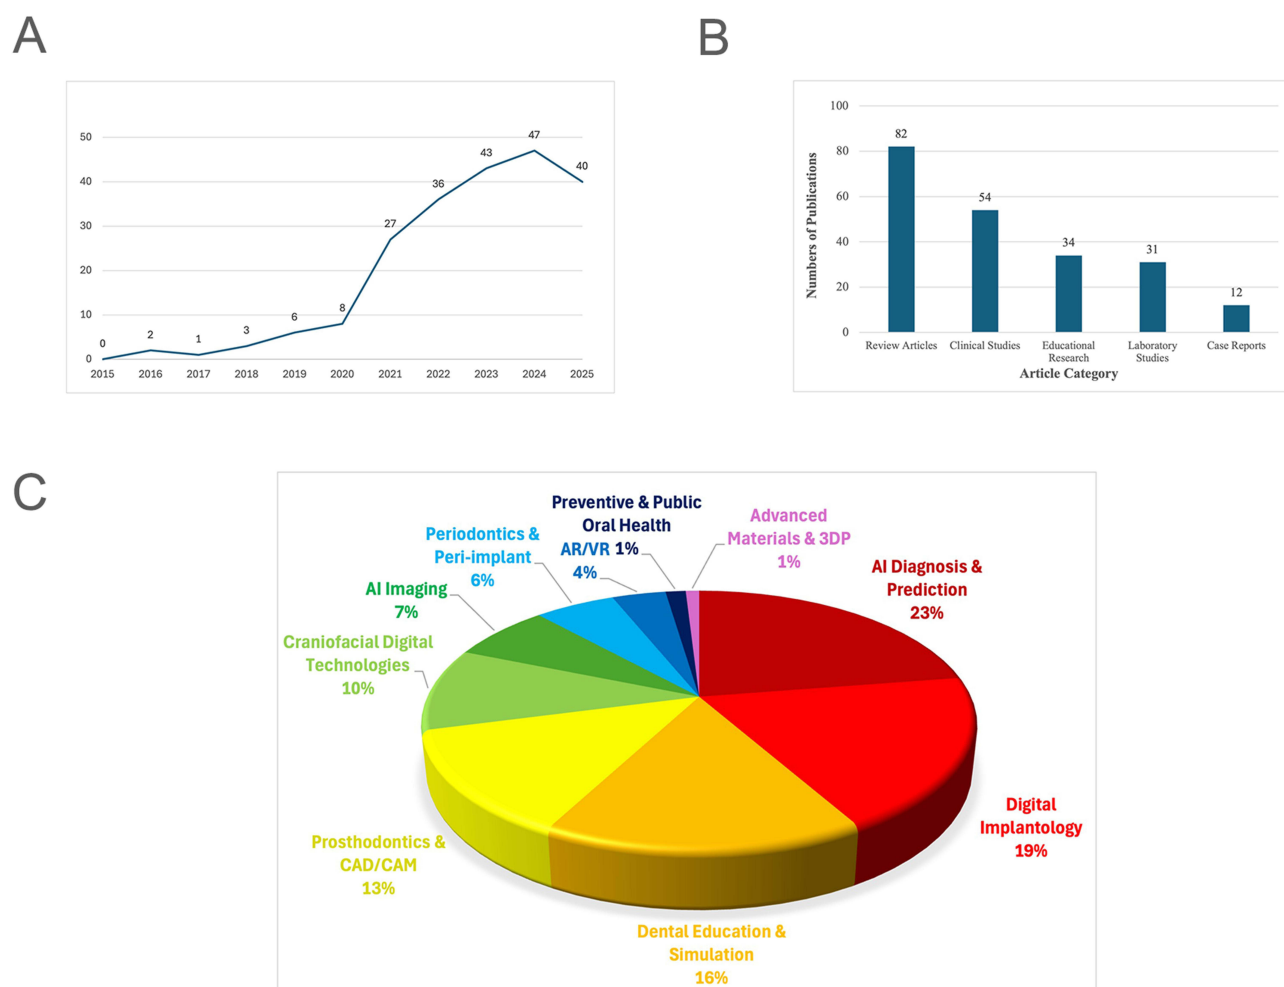 A
50
40
30
20
10
0
0
2
1
3
6
8
27
36
43
47
40
2015 2016 2017 2018 2019 2020 2021 2022 2023 2024 2025
B
Numbers of Publications
100
80
60
40
20
0
82
54
34
31
12
Review Articles
Clinical Studies
Educational
Research
Laboratory
Studies
Case Reports
Article Category
C
Preventive & Public
Oral Health
1%
Advanced
Materials & 3DP
1%
Periodontics &
Peri-implant
6%
AR/VR
4%
AI Imaging
7%
Craniofacial Digital
Technologies
10%
AI Diagnosis &
Prediction
23%
Digital
Implantology
19%
Prosthodontics &
CAD/CAM
13%
Dental Education &
Simulation
16%